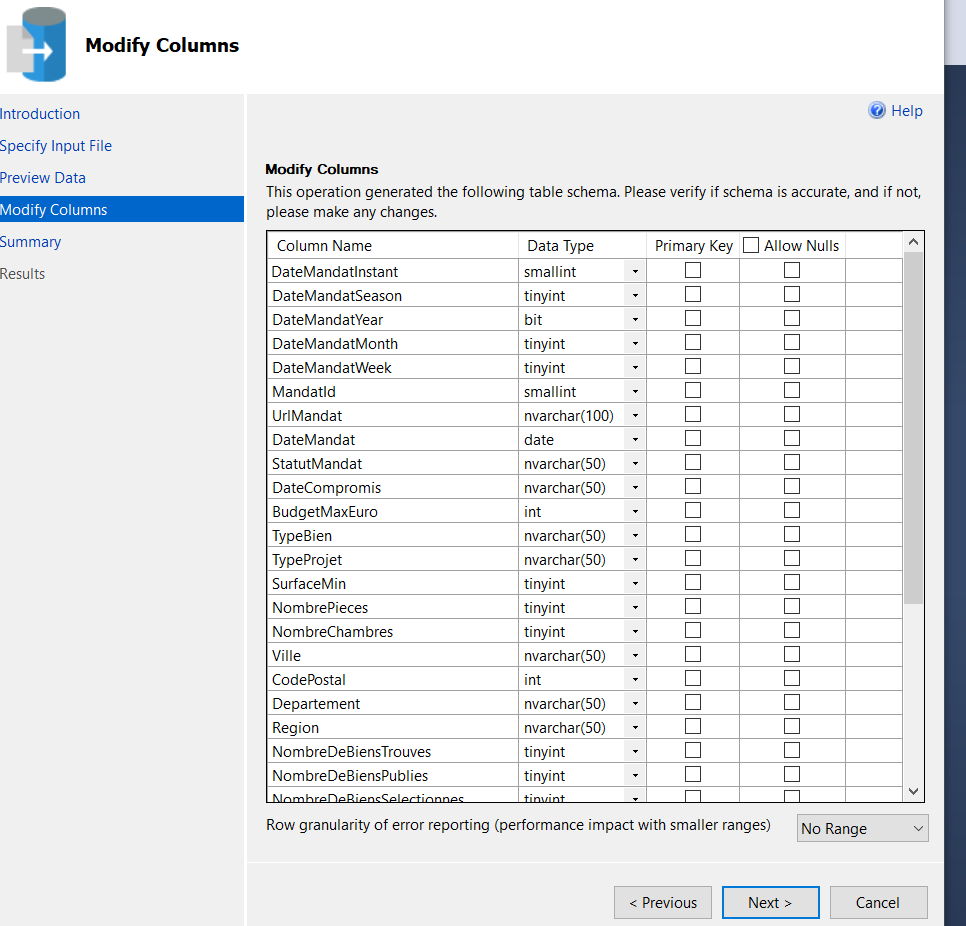 Modify Columns
Introduction
Specify Input File
Preview Data
Modify Columns
Summary
Results
Help
Modify Columns
This operation generated the following table schema. Please verify if schema is accurate, and if not,
please make any changes.
Column Name Data Type Primary Key Allow Nulls
DateMandatInstant smallint
DateMandatSeason tinyint
DateMandatYear bit
DateMandatMonth tinyint
DateMandatWeek tinyint
MandatId smallint
UrlMandat nvarchar(100)
DateMandat date
StatutMandat nvarchar(50)
DateCompromis nvarchar(50)
BudgetMaxEuro int
TypeBien nvarchar(50)
TypeProjet nvarchar(50)
SurfaceMin tinyint
NombrePieces tinyint
NombreChambres tinyint
Ville nvarchar(50)
CodePostal int
Departement nvarchar(50)
Region nvarchar(50)
NombreDeBiensTrouves tinyint
NombreDeBiensPublies tinyint
NombreDeBiensSelectionnes tinyint
Row granularity of error reporting (performance impact with smaller ranges) No Range
< Previous Next > Cancel